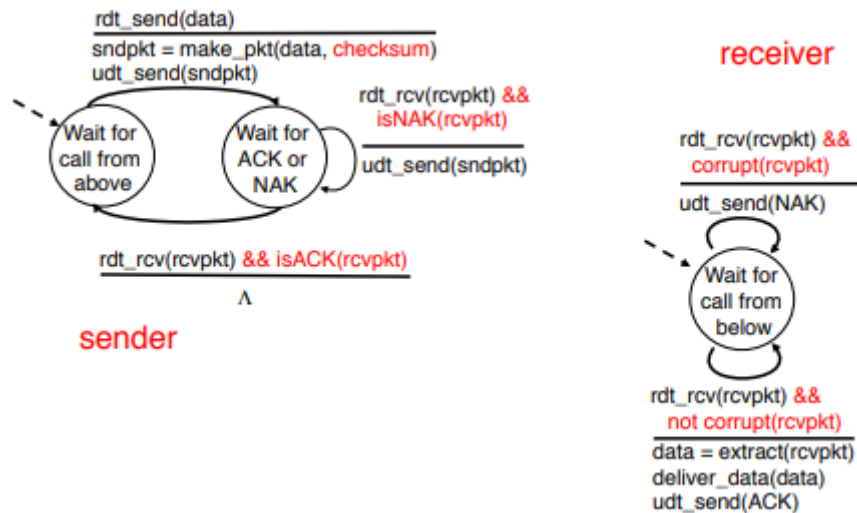 rdt_send(data)
sndpkt = make_pkt(data, checksum)
udt_send(sndpkt)
Wait for
call from
above
Wait for
ACK or
NAK
rdt_rcv(rcvpkt) &&
isNAK(rcvpkt)
udt_send(sndpkt)
rdt_rcv(rcvpkt) && isACK(rcvpkt)
Λ
sender
receiver
rdt_rcv(rcvpkt) &&
corrupt(rcvpkt)
udt_send(NAK)
Wait for
call from
below
rdt_rcv(rcvpkt) &&
not corrupt(rcvpkt)
data = extract(rcvpkt)
deliver_data(data)
udt_send(ACK)